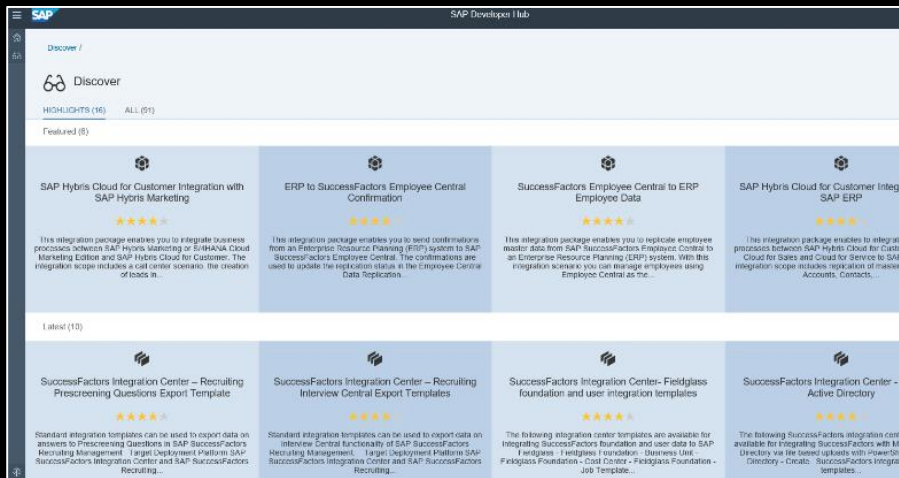 SAP
SAP Developer Hub
Discover /
Discover
HIGHLIGHTS (16) ALL (91)
Featured (6)
SAP Hybris Cloud for Customer Integration with
SAP Hybris Marketing
This integration package enables you to integrate business
processes between SAP Hybris Marketing or S/4HANA Cloud
Marketing Edition and SAP Hybris Cloud for Customer. The
integration scope includes a call center scenario, the creation
of leads in...
ERP to SuccessFactors Employee Central
Confirmation
This integration package enables you to send confirmations
from an Enterprise Resource Planning (ERP) system to SAP
SuccessFactors Employee Central. The confirmations are
used to update the replication status in the Employee Central
Data Replication...
SuccessFactors Employee Central to ERP
Employee Data
This integration package enables you to replicate employee
master data from SAP SuccessFactors Employee Central to
an Enterprise Resource Planning (ERP) system. With this
integration scenario you can manage employees using
Employee Central as the...
SAP Hybris Cloud for Customer Integ
SAP ERP
This integration package enables to integrat
processes between SAP Hybris Cloud for Custo
Cloud for Sales and Cloud for Service to SAP
integration scope includes replication of master
Accounts, Contacts,...
Latest (10)
SuccessFactors Integration Center – Recruiting
Prescreening Questions Export Template
Standard integration templates can be used to export data on
answers to Prescreening Questions in SAP SuccessFactors
Recruiting Management Target Deployment Platform SAP
SuccessFactors Integration Center and SAP SuccessFactors
Recruiting...
SuccessFactors Integration Center – Recruiting
Interview Central Export Templates
Standard integration templates can be used to export data on
Interview Central functionality of SAP SuccessFactors
Recruiting Management Target Deployment Platform SAP
SuccessFactors Integration Center and SAP SuccessFactors
Recruiting...
SuccessFactors Integration Center- Fieldglass
foundation and user integration templates
The following integration center templates are available for
integrating SuccessFactors foundation and user data to SAP
Fieldglass - Fieldglass Foundation - Business Unit -
Fieldglass Foundation - Cost Center - Fieldglass Foundation -
Job Template...
SuccessFactors Integration Center -
Active Directory
The following SuccessFactors integration cent
available for integrating SuccessFactors with M
Directory via file based uploads with PowerSh
Directory - Create SuccessFactors integra
templates...